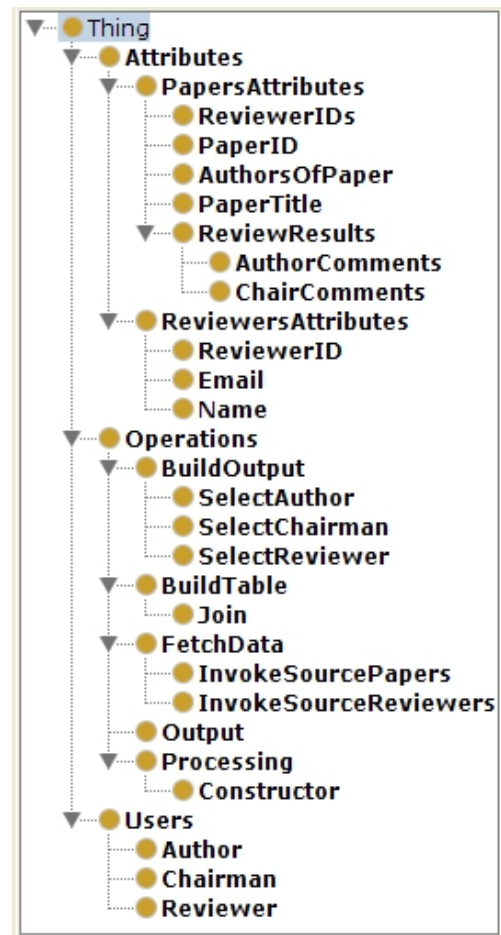 Thing
Attributes
PapersAttributes
ReviewerIDs
PaperID
AuthorsOfPaper
PaperTitle
ReviewResults
AuthorComments
ChairComments
ReviewersAttributes
ReviewerID
Email
Name
Operations
BuildOutput
SelectAuthor
SelectChairman
SelectReviewer
BuildTable
Join
FetchData
InvokeSourcePapers
InvokeSourceReviewers
Output
Processing
Constructor
Users
Author
Chairman
Reviewer